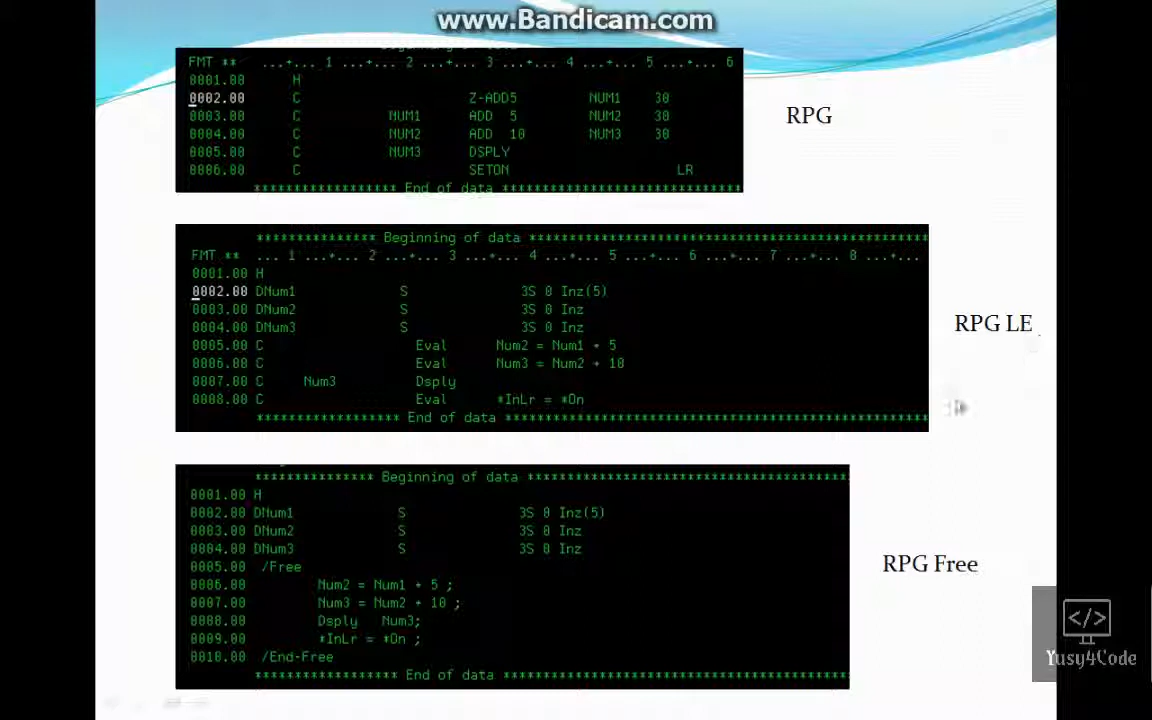 www.Bandicam.com
FMT ** ...+... 1 ...+... 2 ...+... 3 ...+... 4 ...+... 5 ...+... 6
0001.00 H
0002.00 C Z-ADD5 NUM1 30
0003.00 C NUM1 ADD 5 NUM2 30
0004.00 C NUM2 ADD 10 NUM3 30
0005.00 C NUM3 DSPLY
0006.00 C SETON LR
***************** End of data *****************************
RPG
*************** Beginning of data *************************************************
FMT ** ... 1 ...+... 2 ...+... 3 ...+... 4 ...+... 5 ...+... 6 ...+... 7 ...+... 8 ...+...
0001.00 H
0002.00 DNum1 S 3S 0 Inz(5)
0003.00 DNum2 S 3S 0 Inz
0004.00 DNum3 S 3S 0 Inz
0005.00 C Eval Num2 = Num1 + 5
0006.00 C Eval Num3 = Num2 + 10
0007.00 C Num3 Dsply
0008.00 C Eval *InLr = *On
****************** End of data ****************************************************
RPG LE
*************** Beginning of data ****************************************
0001.00 H
0002.00 DNum1 S 3S 0 Inz(5)
0003.00 DNum2 S 3S 0 Inz
0004.00 DNum3 S 3S 0 Inz
0005.00 /Free
0006.00 Num2 = Num1 + 5 ;
0007.00 Num3 = Num2 + 10 ;
0008.00 Dsply Num3;
0009.00 *InLr = *On ;
0010.00 /End-Free
****************** End of data *******************************************
RPG Free
</> Yusy4Code